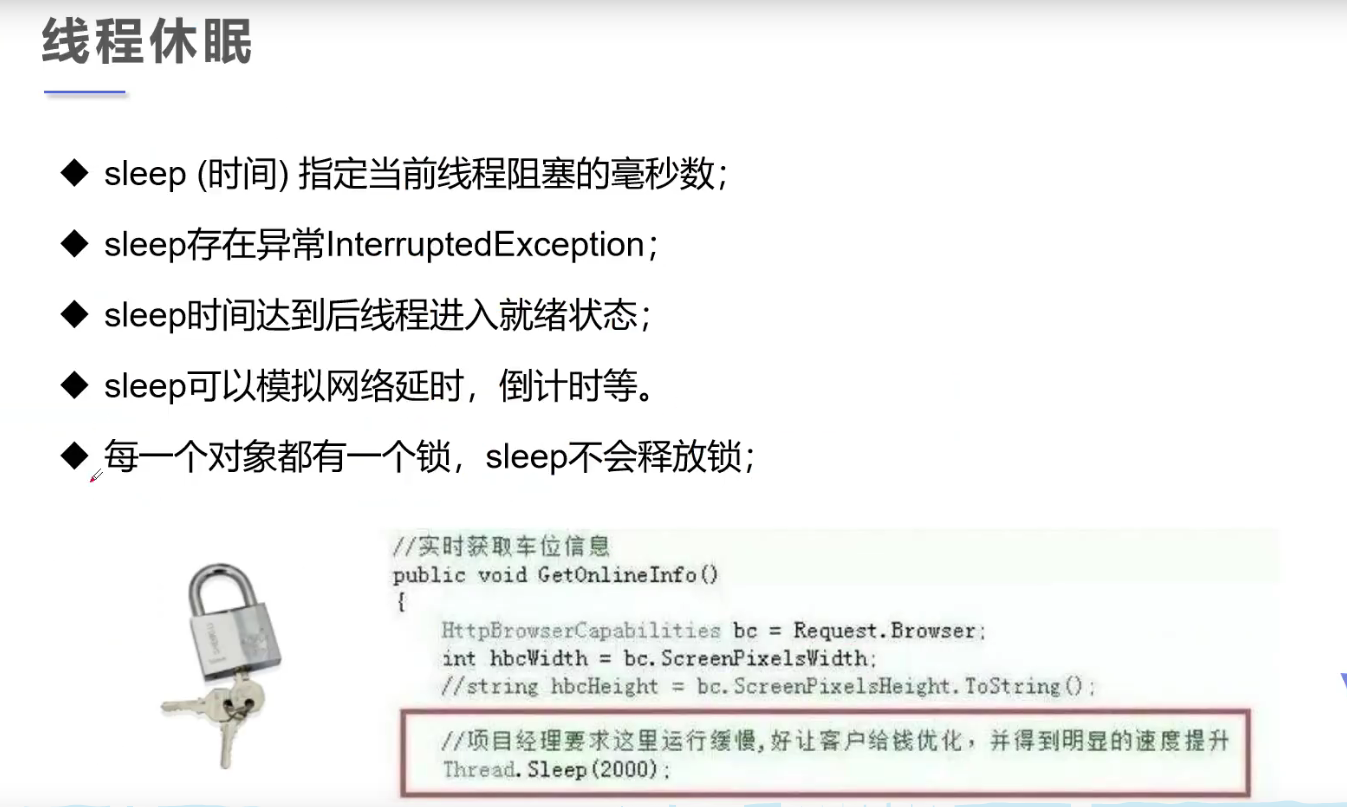 线程休眠
◆ sleep (时间) 指定当前线程阻塞的毫秒数；
◆ sleep存在异常InterruptedException；
◆ sleep时间达到后线程进入就绪状态；
◆ sleep可以模拟网络延时，倒计时等。
◆ 每一个对象都有一个锁，sleep不会释放锁；
//实时获取车位信息
public void GetOnlineInfo()
{
HttpBrowserCapabilities bc = Request.Browser;
int hbcWidth = bc.ScreenPixelsWidth;
//string hbcHeight = bc.ScreenPixelsHeight.ToString();
//项目经理要求这里运行缓慢,好让客户给钱优化，并得到明显的速度提升
Thread.Sleep(2000);